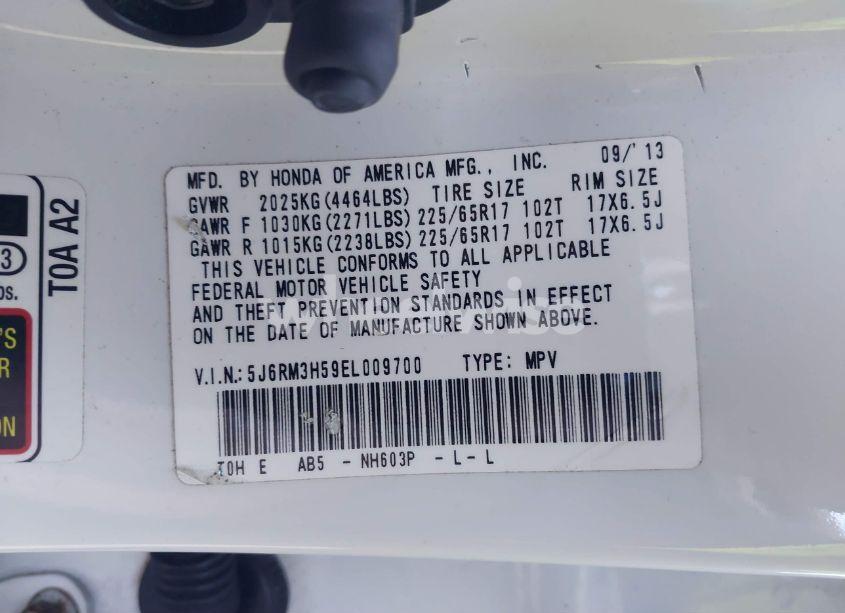 MFD. BY HONDA OF AMERICA MFG., INC. 09/'13
GVWR 2025KG(4464LBS) TIRE SIZE RIM SIZE
GAWR F 1030KG(2271LBS) 225/65R17 102T 17X6.5J
GAWR R 1015KG(2238LBS) 225/65R17 102T 17X6.5J
THIS VEHICLE CONFORMS TO ALL APPLICABLE
FEDERAL MOTOR VEHICLE SAFETY
AND THEFT PREVENTION STANDARDS IN EFFECT
ON THE DATE OF MANUFACTURE SHOWN ABOVE.
V.I.N.: 5J6RM3H59EL009700 TYPE: MPV
T0H E AB5 - NH603P - L - L
T0A A2
3
'S
R
ON